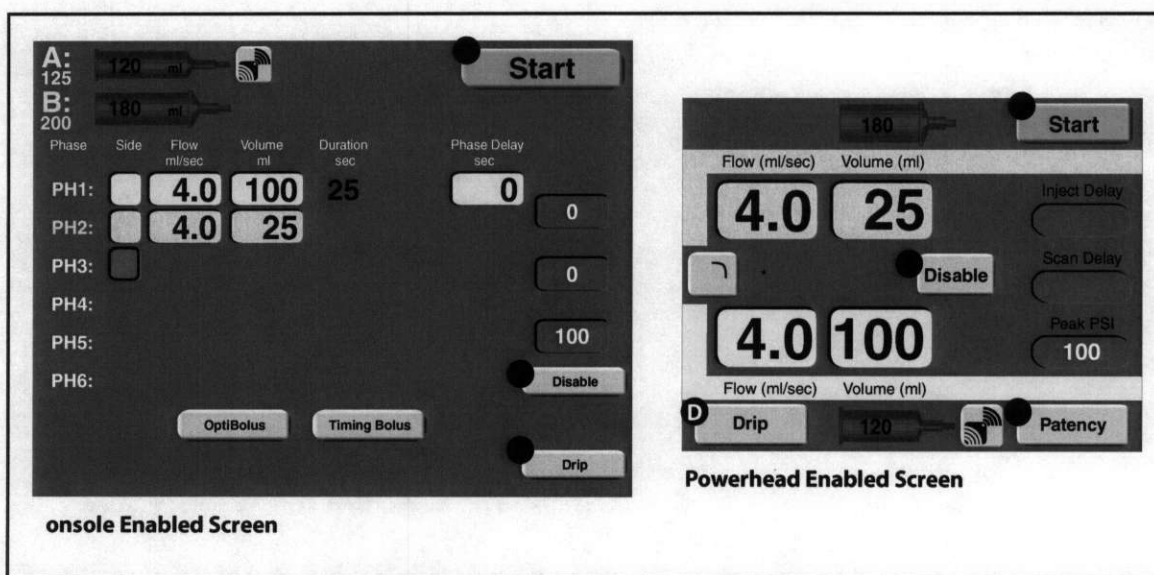 A:
125
120 ml
B:
200
180 ml
Start
Phase Side Flow ml/sec Volume ml Duration sec Phase Delay sec
PH1: 4.0 100 25 0
0
PH2: 4.0 25
PH3:
0
PH4:
PH5:
100
PH6:
Disable
OptiBolus Timing Bolus
Drip
onsole Enabled Screen
180
Start
Flow (ml/sec) Volume (ml)
4.0 25
Inject Delay
Scan Delay
Disable
4.0 100
Peak PSI
100
Flow (ml/sec) Volume (ml)
D Drip
120
Patency
Powerhead Enabled Screen